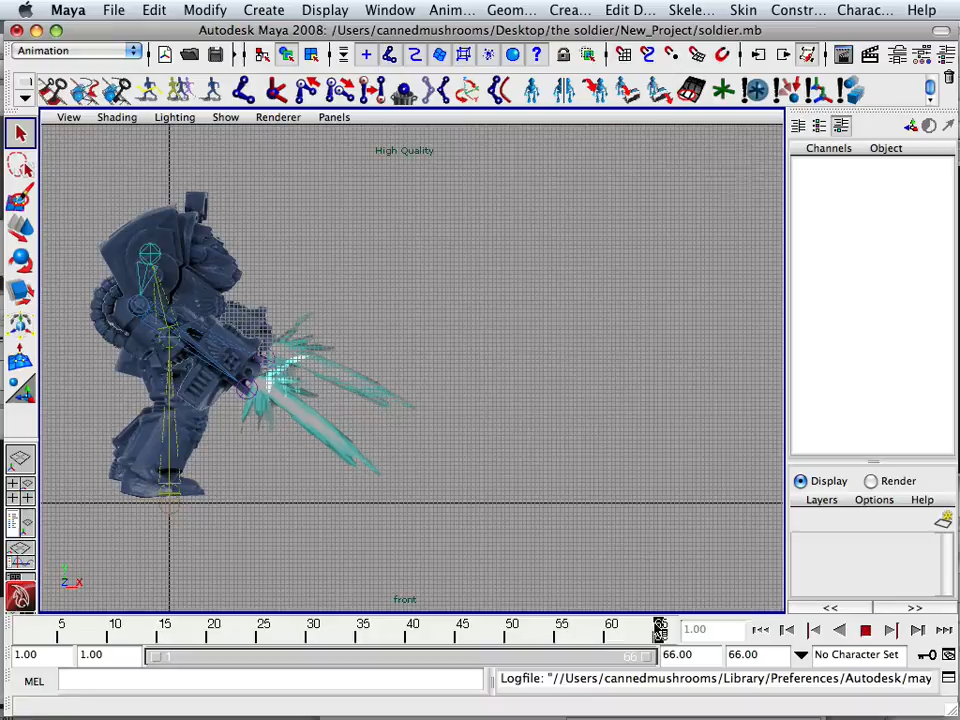 Maya File Edit Modify Create Display Window Anim... Geom... Crea... Edit D... Skele... Skin Constr... Charac... Help
Autodesk Maya 2008: /Users/cannedmushrooms/Desktop/the soldier/New_Project/soldier.mb
Animation
View Shading Lighting Show Renderer Panels
High Quality
Channels Object
Display Render
Layers Options Help
Y
Z X
front
<< >>
5 10 15 20 25 30 35 40 45 50 55 60 1.00
1.00 1.00 1 66 66.00 66.00 No Character Set
MEL Logfile: "//Users/cannedmushrooms/Library/Preferences/Autodesk/may